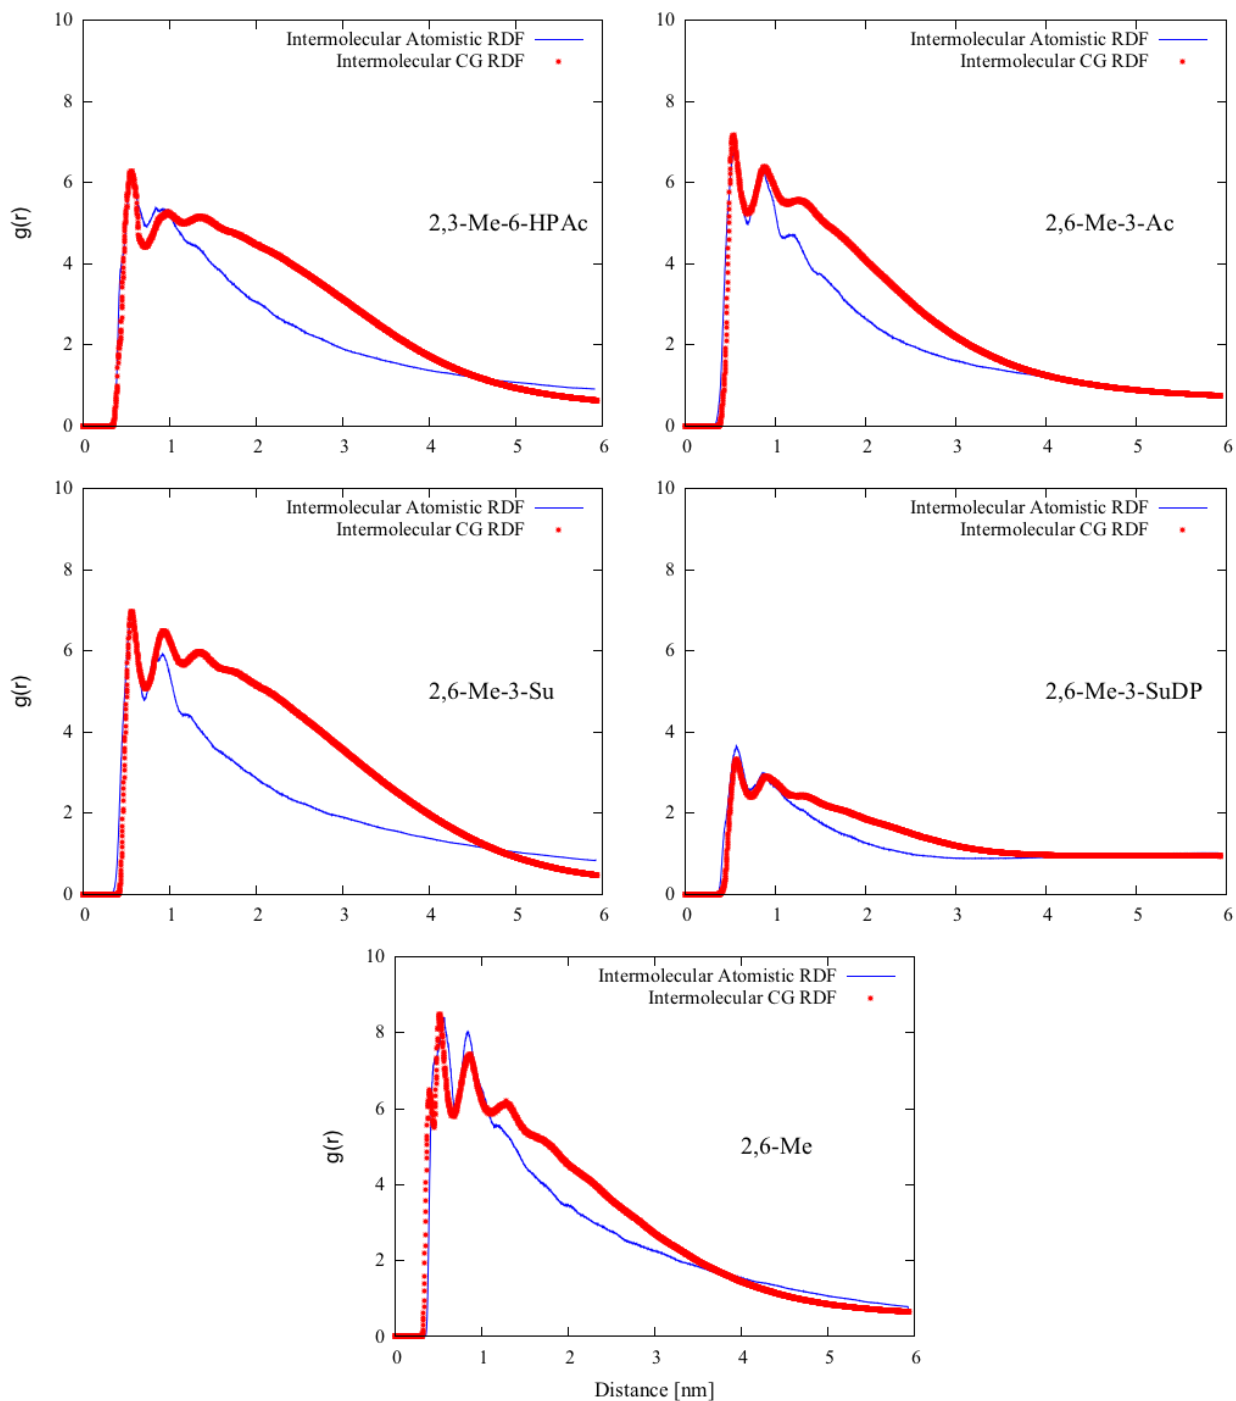 10
8
6
4
2
0
g(r)
Intermolecular Atomistic RDF
Intermolecular CG RDF
2,3-Me-6-HPAc
0 1 2 3 4 5 6
10
8
6
4
2
0
Intermolecular Atomistic RDF
Intermolecular CG RDF
2,6-Me-3-Ac
0 1 2 3 4 5 6
10
8
6
4
2
0
g(r)
Intermolecular Atomistic RDF
Intermolecular CG RDF
2,6-Me-3-Su
0 1 2 3 4 5 6
10
8
6
4
2
0
Intermolecular Atomistic RDF
Intermolecular CG RDF
2,6-Me-3-SuDP
0 1 2 3 4 5 6
10
8
6
4
2
0
g(r)
Intermolecular Atomistic RDF
Intermolecular CG RDF
2,6-Me
0 1 2 3 4 5 6
Distance [nm]